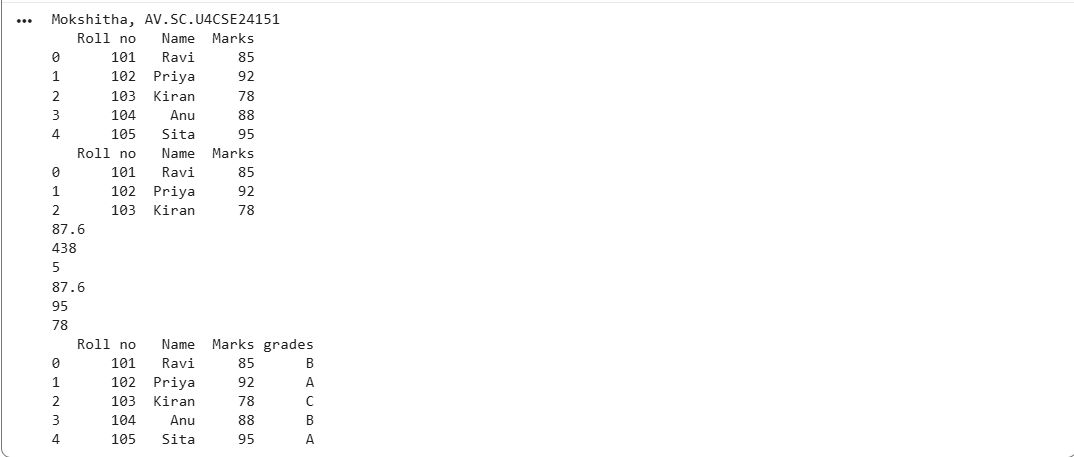 Mokshitha, AV.SC.U4CSE24151
Roll no Name Marks
0 101 Ravi 85
1 102 Priya 92
2 103 Kiran 78
3 104 Anu 88
4 105 Sita 95
Roll no Name Marks
0 101 Ravi 85
1 102 Priya 92
2 103 Kiran 78
87.6
438
5
87.6
95
78
Roll no Name Marks grades
0 101 Ravi 85 B
1 102 Priya 92 A
2 103 Kiran 78 C
3 104 Anu 88 B
4 105 Sita 95 A